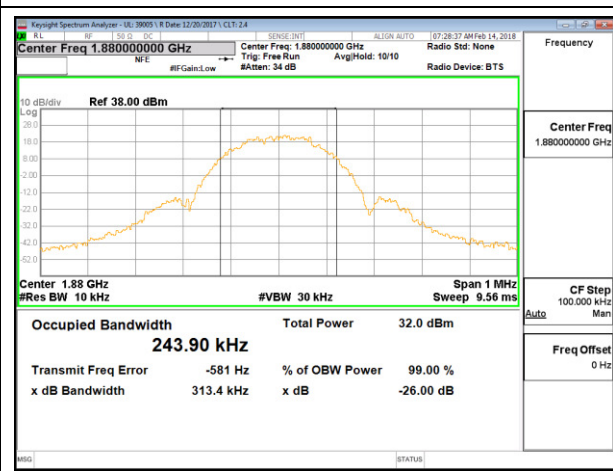 Keysight Spectrum Analyzer - UL: 39005 \ R Date: 12/20/2017 \ CLT: 2.4
RL RF 50 Ω DC SENSE:INT ALIGN AUTO 07:28:37 AM Feb 14, 2018
Center Freq 1.880000000 GHz Center Freq: 1.880000000 GHz Radio Std: None Frequency
NFE Trig: Free Run Avg|Hold: 10/10
#IFGain:Low #Atten: 34 dB Radio Device: BTS
10 dB/div Ref 38.00 dBm
Log
28.0
18.0
8.00
-2.00
-12.0
-22.0
-32.0
-42.0
-52.0
Center Freq
1.880000000 GHz
Center 1.88 GHz Span 1 MHz
#Res BW 10 kHz #VBW 30 kHz Sweep 9.56 ms
CF Step
100.000 kHz
Auto Man
Occupied Bandwidth Total Power 32.0 dBm
243.90 kHz
Transmit Freq Error -581 Hz % of OBW Power 99.00 %
x dB Bandwidth 313.4 kHz x dB -26.00 dB
Freq Offset
0 Hz
MSG STATUS